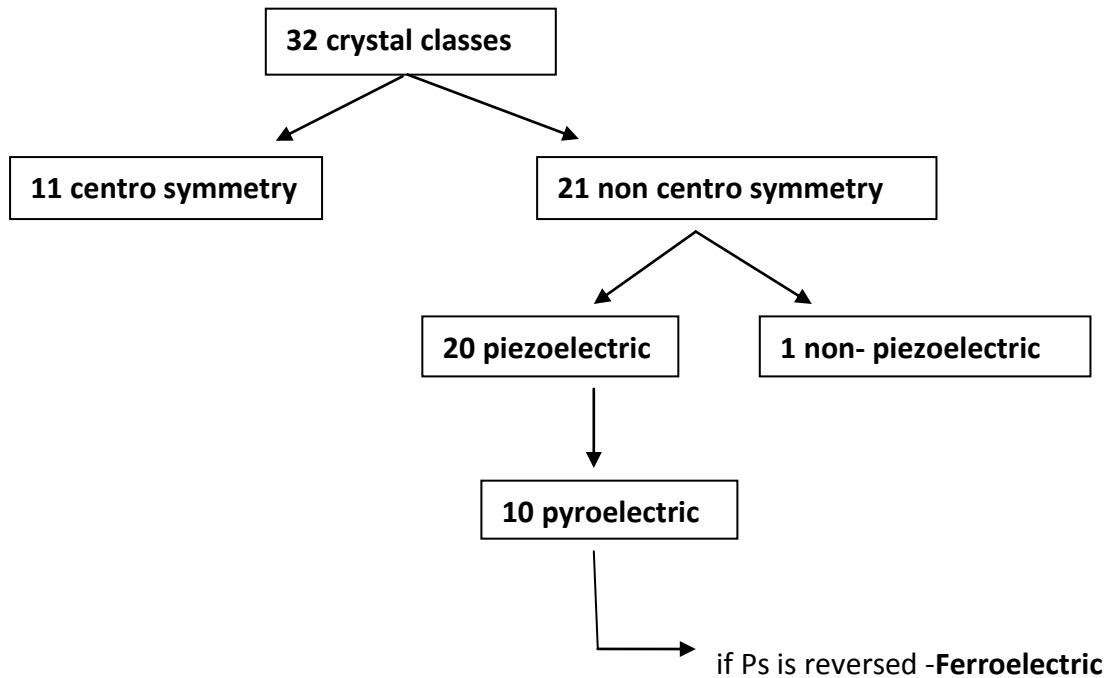 32 crystal classes
11 centro symmetry
21 non centro symmetry
20 piezoelectric
1 non- piezoelectric
10 pyroelectric
if Ps is reversed -Ferroelectric